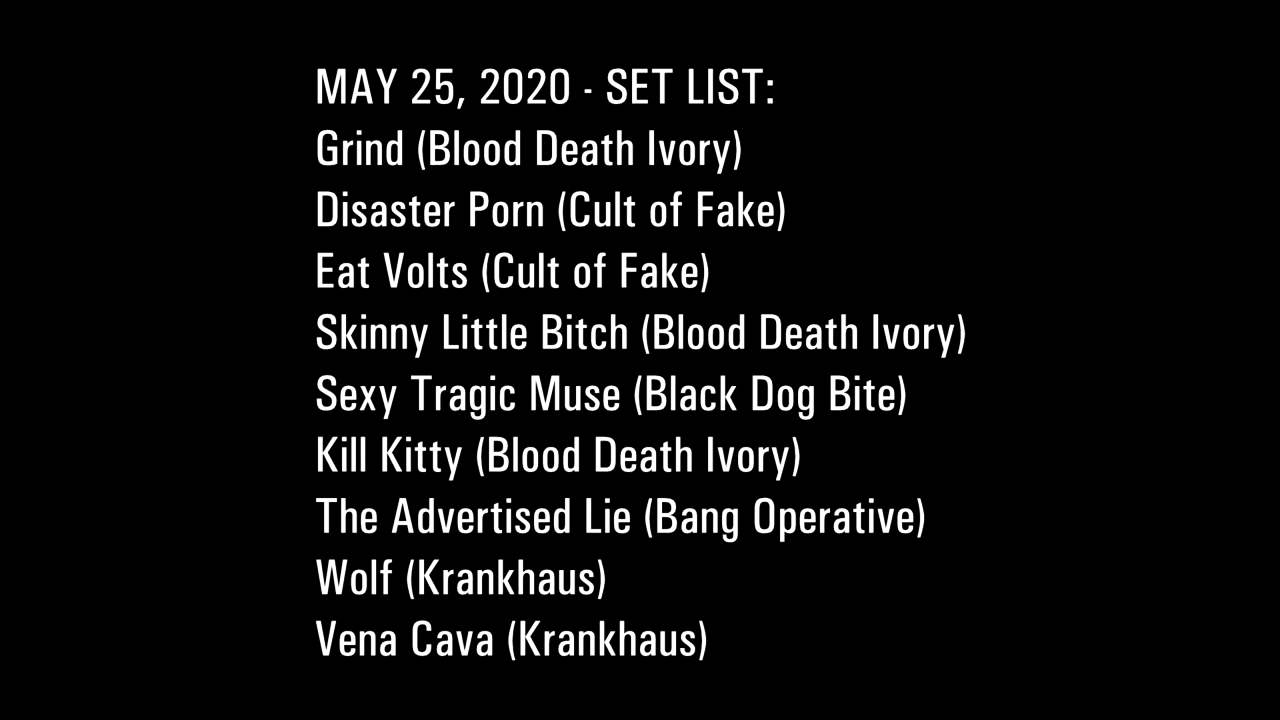 MAY 25, 2020 - SET LIST:
Grind (Blood Death Ivory)
Disaster Porn (Cult of Fake)
Eat Volts (Cult of Fake)
Skinny Little Bitch (Blood Death Ivory)
Sexy Tragic Muse (Black Dog Bite)
Kill Kitty (Blood Death Ivory)
The Advertised Lie (Bang Operative)
Wolf (Krankhaus)
Vena Cava (Krankhaus)